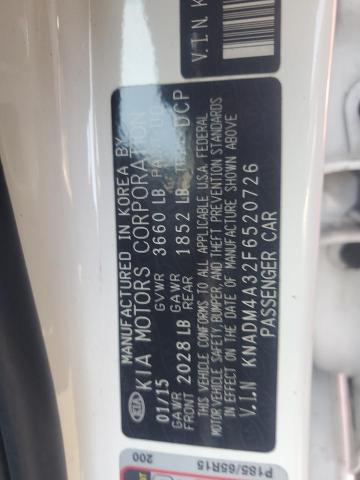 MANUFACTURED IN KOREA BY
KIA KIA MOTORS CORPORATION
01/15 GVWR 3660 LB
GAWR FRONT 2028 LB GAWR REAR 1852 LB DCP
THIS VEHICLE CONFORMS TO ALL APPLICABLE U.S.A. FEDERAL
MOTOR VEHICLE SAFETY, BUMPER, AND THEFT PREVENTION STANDARDS
IN EFFECT ON THE DATE OF MANUFACTURE SHOWN ABOVE
V.I.N KNADM4A32F6520726
PASSENGER CAR
V.I.N. K
P185/65R15
200